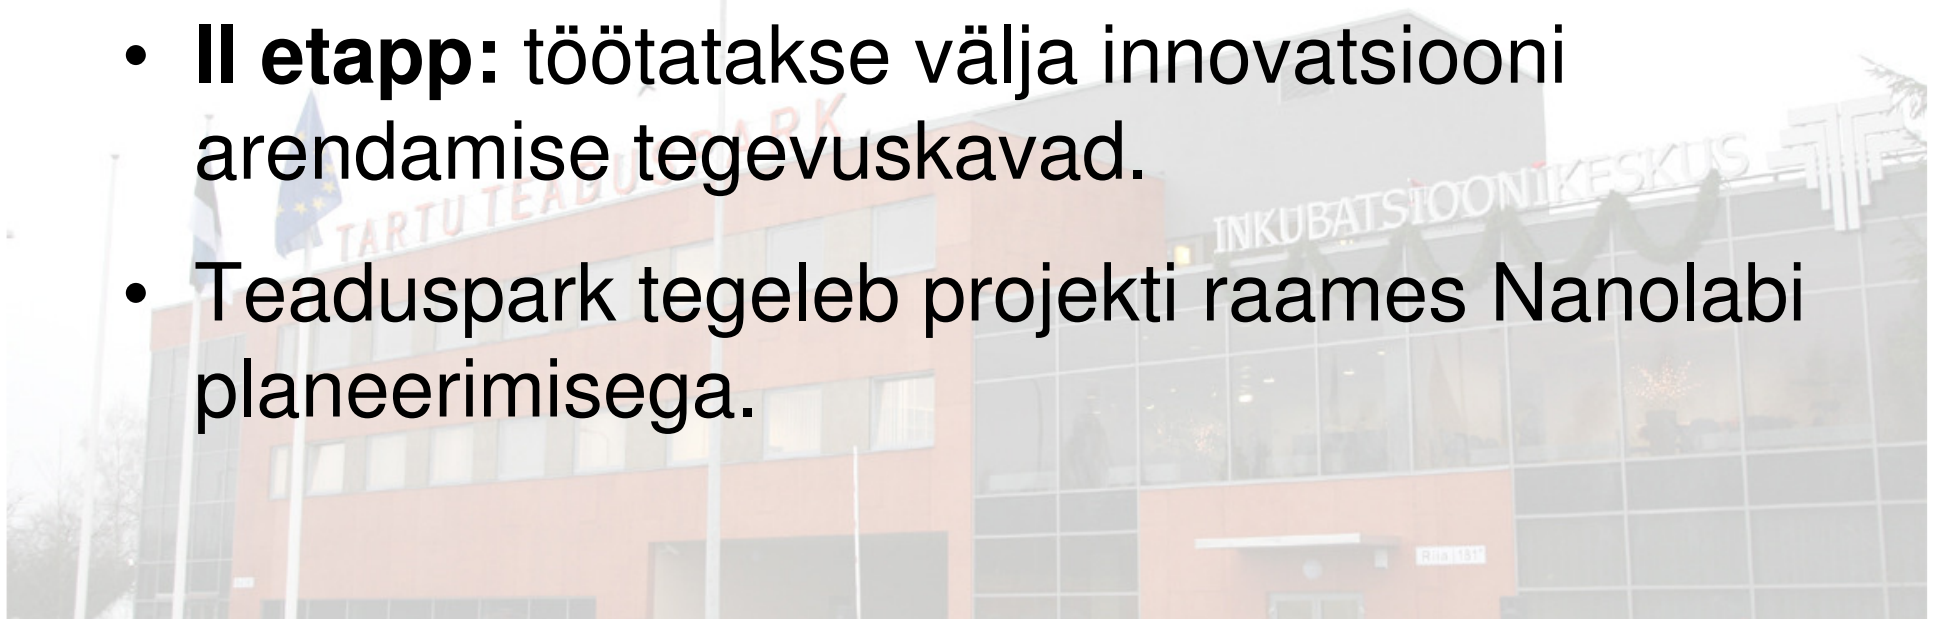 • II etapp: töötatakse välja innovatsiooni
arendamise tegevuskavad.
TARTU TEADUSPARK
INKUBATSIOONIKESKUS
• Teaduspark tegeleb projekti raames Nanolabi
planeerimisega.